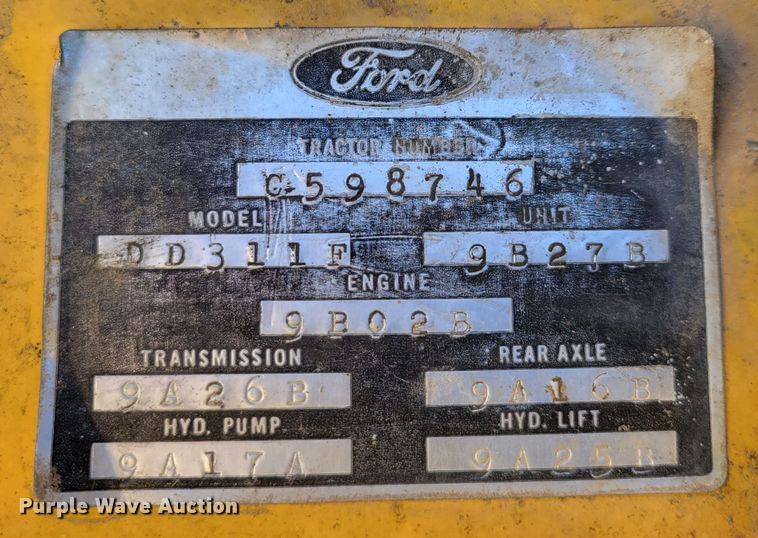 Ford
TRACTOR NUMBER
C598746
MODEL UNIT
DD311F 9B27B
ENGINE
9B02B
TRANSMISSION REAR AXLE
9A26B 9A16B
HYD. PUMP HYD. LIFT
9A17A 9A25B
Purple Wave Auction